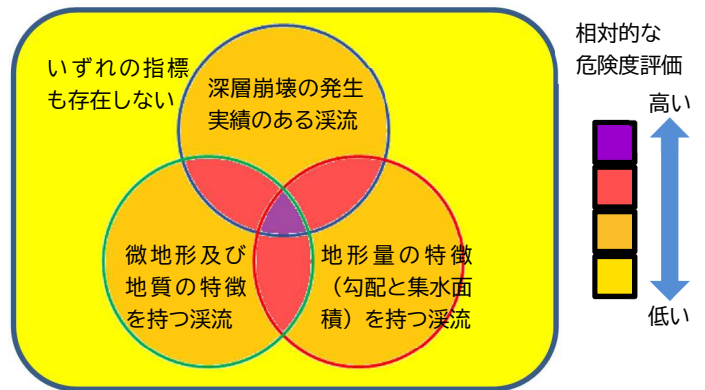 いずれの指標
も存在しない
深層崩壊の発生
実績のある渓流
微地形及び
地質の特徴
を持つ渓流
地形量の特徴
（勾配と集水面
積）を持つ渓流
相対的な
危険度評価
高い
低い